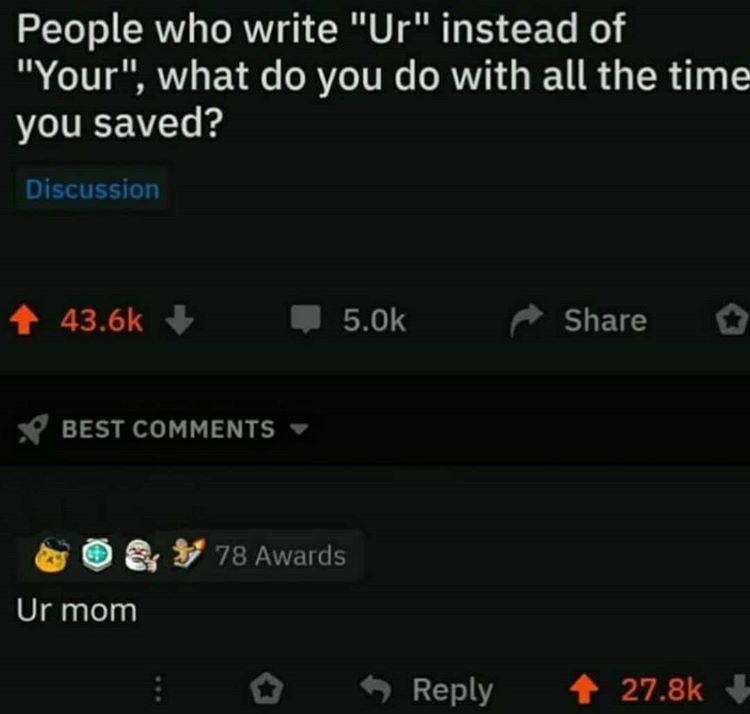 People who write "Ur" instead of
"Your", what do you do with all the time
you saved?
Discussion
43.6k 5.0k Share
BEST COMMENTS
78 Awards
Ur mom
Reply 27.8k